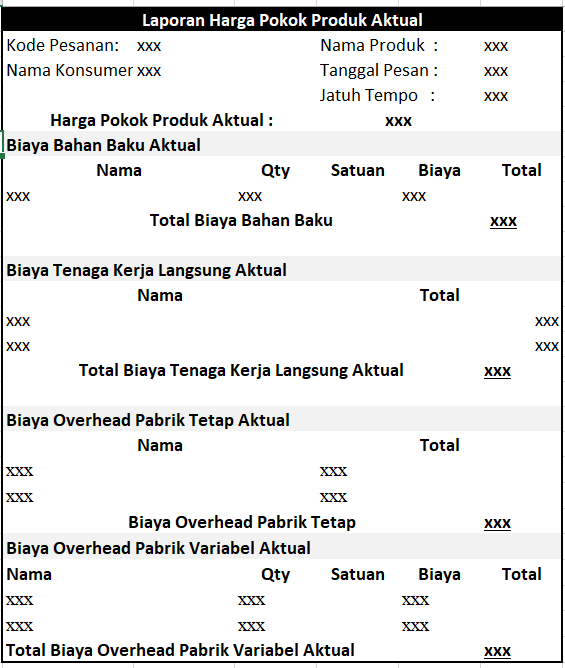 Laporan Harga Pokok Produk Aktual
Kode Pesanan: xxx Nama Produk : xxx
Nama Konsumer xxx Tanggal Pesan : xxx
Jatuh Tempo : xxx
Harga Pokok Produk Aktual : xxx
Biaya Bahan Baku Aktual
Nama Qty Satuan Biaya Total
xxx xxx xxx
Total Biaya Bahan Baku xxx
Biaya Tenaga Kerja Langsung Aktual
Nama Total
xxx xxx
xxx xxx
Total Biaya Tenaga Kerja Langsung Aktual xxx
Biaya Overhead Pabrik Tetap Aktual
Nama Total
xxx xxx
xxx xxx
Biaya Overhead Pabrik Tetap xxx
Biaya Overhead Pabrik Variabel Aktual
Nama Qty Satuan Biaya Total
xxx xxx xxx
xxx xxx xxx
Total Biaya Overhead Pabrik Variabel Aktual xxx